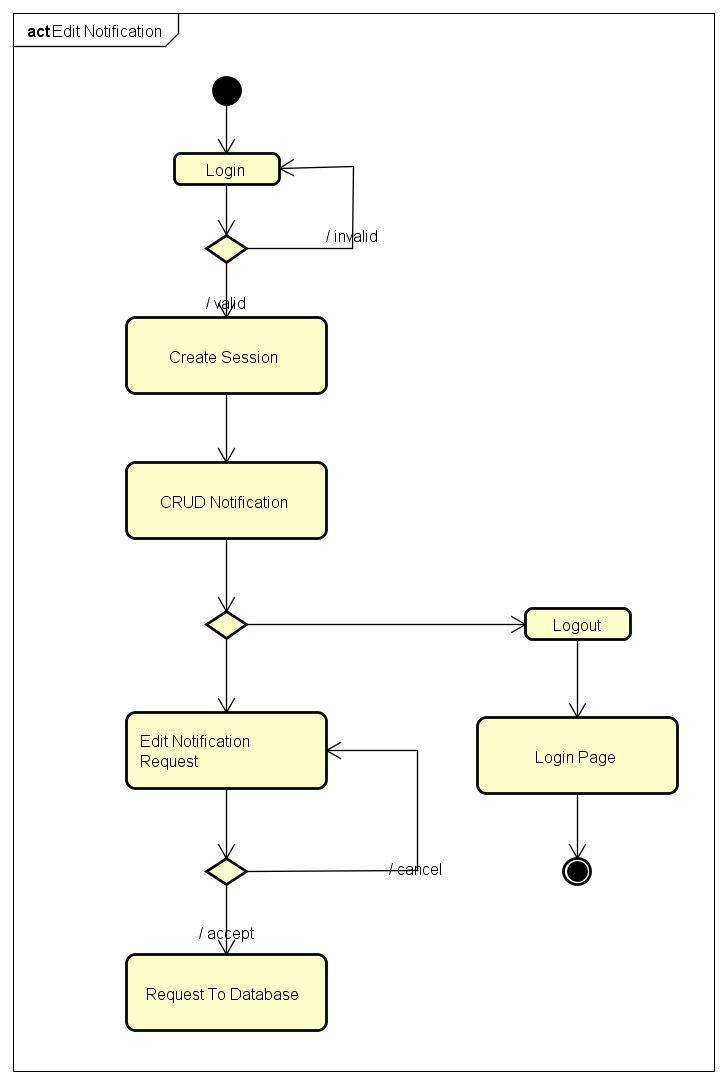 act Edit Notification
Login
/ invalid
/ valid
Create Session
CRUD Notification
Logout
Edit Notification
Request
Login Page
/ cancel
/ accept
Request To Database